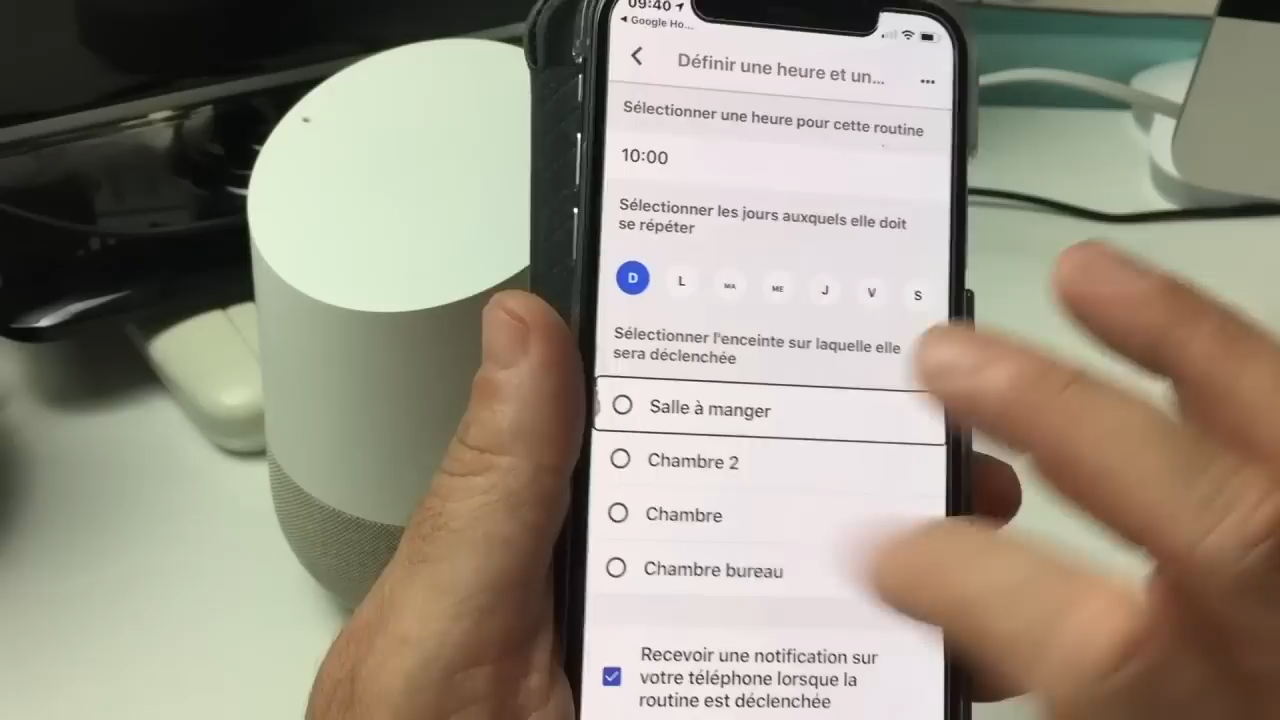 09:40
◀ Google Ho...
Définir une heure et un...
Sélectionner une heure pour cette routine
10:00
Sélectionner les jours auxquels elle doit
se répéter
D L MA ME J V S
Sélectionner l'enceinte sur laquelle elle
sera déclenchée
Salle à manger
Chambre 2
Chambre
Chambre bureau
Recevoir une notification sur
votre téléphone lorsque la
routine est déclenchée